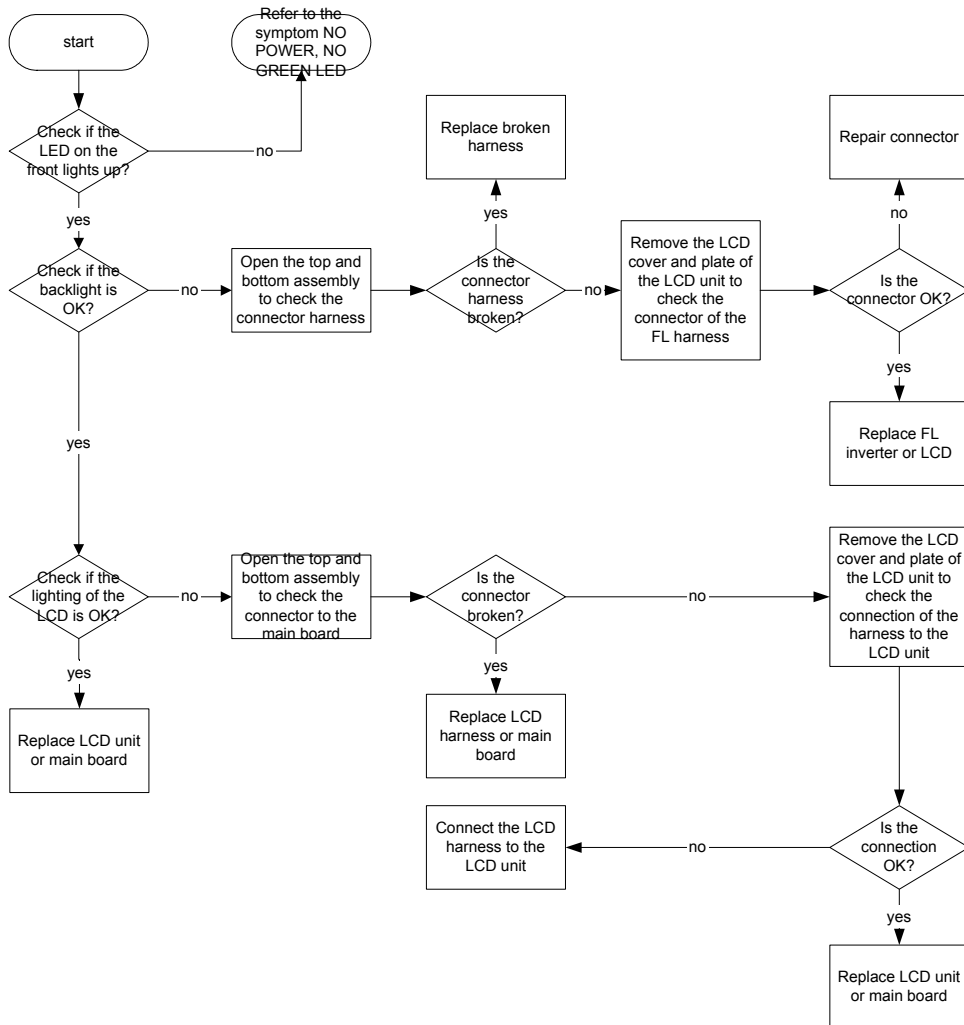 start
Refer to the
symptom NO
POWER, NO
GREEN LED
Check if the
LED on the
front lights up?
no
yes
Replace broken
harness
Repair connector
yes
no
Check if the
backlight is
OK?
no
Open the top and
bottom assembly
to check the
connector harness
Is the
connector
harness
broken?
no
Remove the LCD
cover and plate of
the LCD unit to
check the
connector of the
FL harness
Is the
connector OK?
yes
Replace FL
inverter or LCD
yes
Check if the
lighting of the
LCD is OK?
no
Open the top and
bottom assembly
to check the
connector to the
main board
Is the
connector
broken?
no
Remove the LCD
cover and plate of
the LCD unit to
check the
connection of the
harness to the
LCD unit
yes
yes
Replace LCD unit
or main board
Replace LCD
harness or main
board
Connect the LCD
harness to the
LCD unit
no
Is the
connection
OK?
yes
Replace LCD unit
or main board